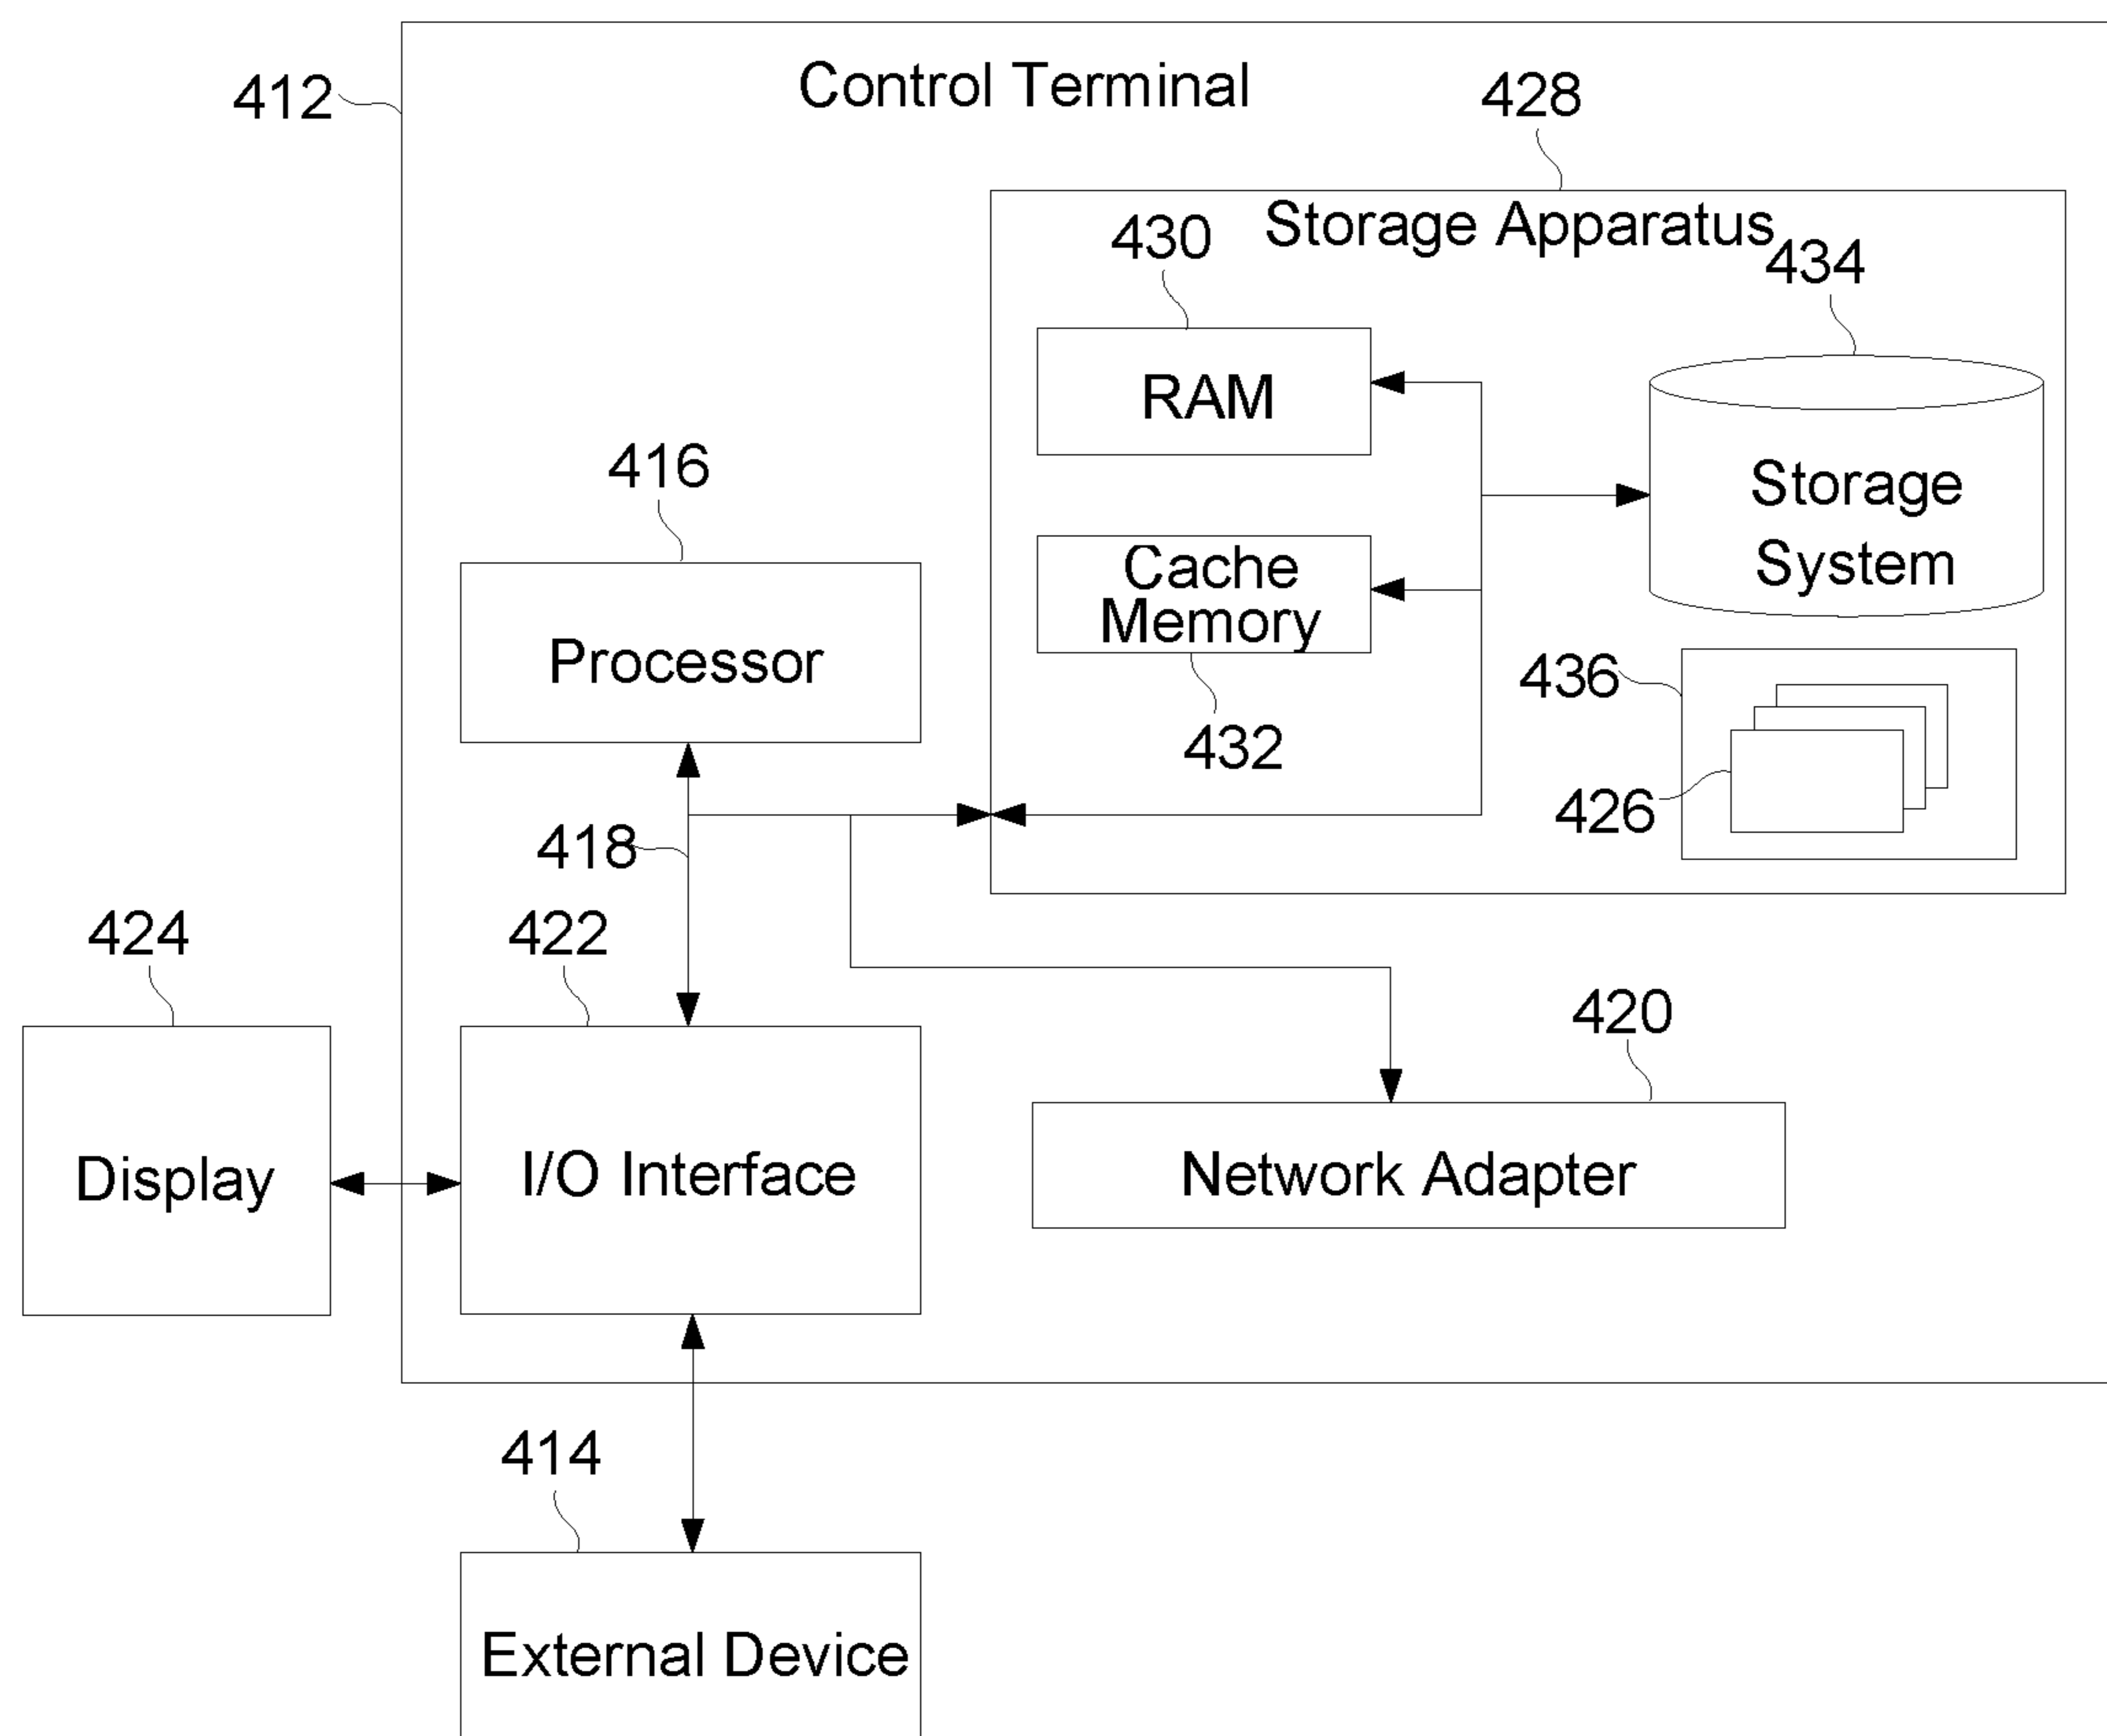 Control Terminal
412
428
Storage Apparatus
430
434
RAM
416
Storage
System
Cache
Memory
Processor
436
432
426
418
424
422
420
Display
I/O Interface
Network Adapter
414
External Device